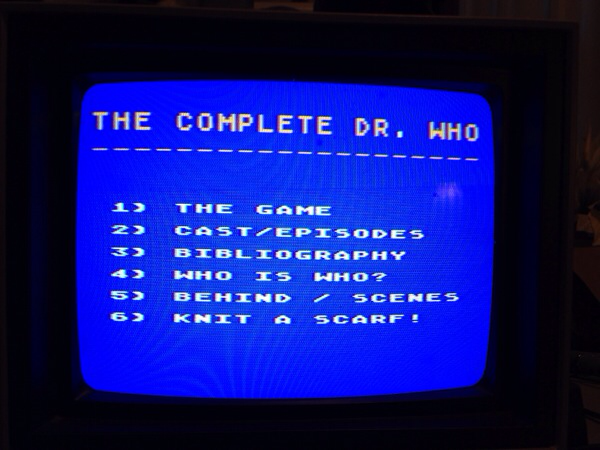 THE COMPLETE DR. WHO
--------------------
1) THE GAME
2) CAST/EPISODES
3) BIBLIOGRAPHY
4) WHO IS WHO?
5) BEHIND / SCENES
6) KNIT A SCARF!